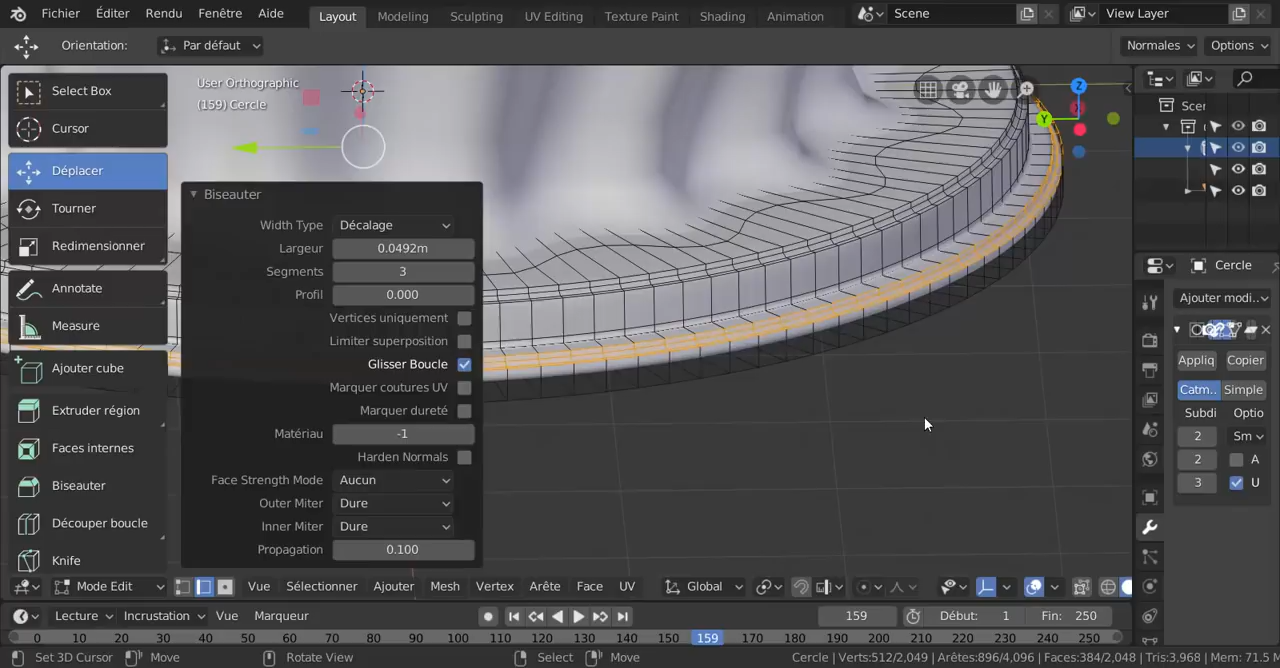 Fichier Éditer Rendu Fenêtre Aide Layout Modeling Sculpting UV Editing Texture Paint Shading Animation Scene View Layer
Orientation: Par défaut Normales Options
User Orthographic
(159) Cercle
Select Box
Cursor
Déplacer
Tourner
Redimensionner
Annotate
Measure
Ajouter cube
Extruder région
Faces internes
Biseauter
Découper boucle
Knife
Biseauter
Width Type Décalage
Largeur 0.0492m
Segments 3
Profil 0.000
Vertices uniquement
Limiter superposition
Glisser Boucle
Marquer coutures UV
Marquer dureté
Matériau -1
Harden Normals
Face Strength Mode Aucun
Outer Miter Dure
Inner Miter Dure
Propagation 0.100
Z
Y
Scer
Cercle
Ajouter modi..
Appliq Copier
Catm.. Simple
Subdi Optio
2 Sm
2 A
3 U
Mode Edit Vue Sélectionner Ajouter Mesh Vertex Arête Face UV Global
Lecture Incrustation Vue Marqueur 159 Début: 1 Fin: 250
0 10 20 30 40 50 60 70 80 90 100 110 120 130 140 150 159 170 180 190 200 210 220 230 240 250
Set 3D Cursor Move Rotate View Select Move Cercle | Verts:512/2,049 | Arêtes:896/4,096 | Faces:384/2,048 | Tris:3,968 | Mem: 71.5 M